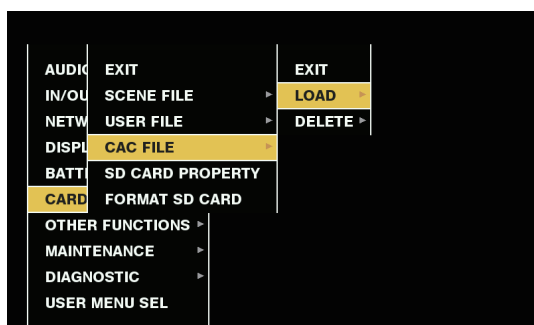 AUDIO
IN/OU
NETW
DISPL
BATT
CARD
OTHER FUNCTIONS
MAINTENANCE
DIAGNOSTIC
USER MENU SEL
EXIT
SCENE FILE
USER FILE
CAC FILE
SD CARD PROPERTY
FORMAT SD CARD
EXIT
LOAD
DELETE